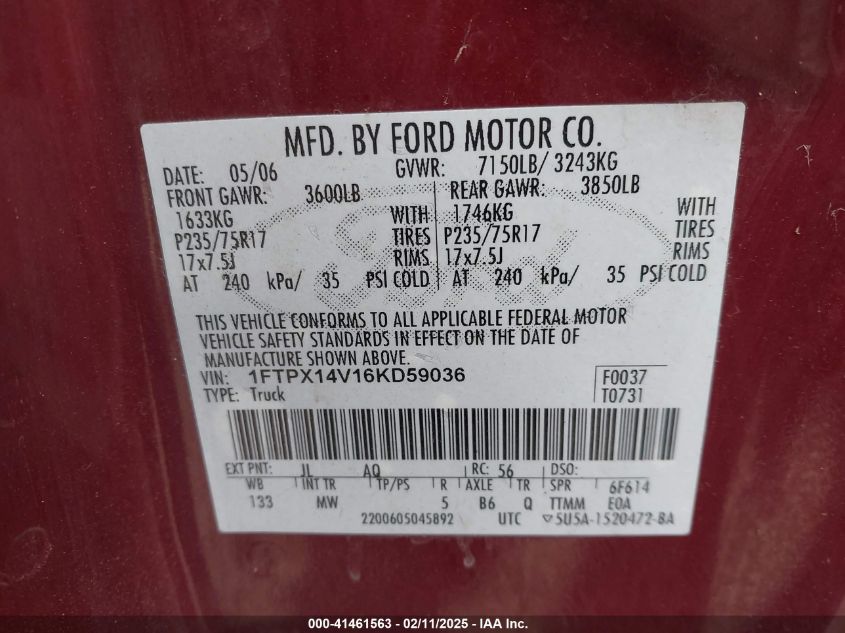 MFD. BY FORD MOTOR CO.
DATE: 05/06 GVWR: 7150LB/ 3243KG
FRONT GAWR: 3600LB REAR GAWR: 3850LB
1633KG WITH 1746KG WITH
P235/75R17 TIRES P235/75R17 TIRES
17x7.5J RIMS 17x7.5J RIMS
AT 240 kPa/ 35 PSI COLD AT 240 kPa/ 35 PSI COLD
THIS VEHICLE CONFORMS TO ALL APPLICABLE FEDERAL MOTOR
VEHICLE SAFETY STANDARDS IN EFFECT ON THE DATE OF
MANUFACTURE SHOWN ABOVE.
VIN: 1FTPX14V16KD59036 F0037
TYPE: Truck T0731
EXT PNT: JL AQ RC: 56 DSO:
WB INT TR TP/PS R AXLE TR SPR 6F614
133 MW 5 B6 Q TTMM EOA
2200605045892 UTC ▽5U5A-1520472-BA
000-41461563 - 02/11/2025 - IAA Inc.